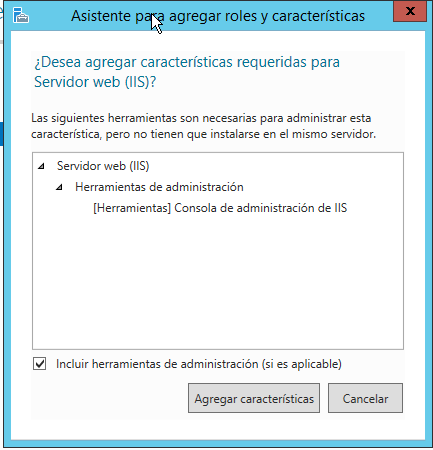 Asistente para agregar roles y características
x
¿Desea agregar características requeridas para
Servidor web (IIS)?
Las siguientes herramientas son necesarias para administrar esta
característica, pero no tienen que instalarse en el mismo servidor.
Servidor web (IIS)
Herramientas de administración
[Herramientas] Consola de administración de IIS
Incluir herramientas de administración (si es aplicable)
Agregar características
Cancelar